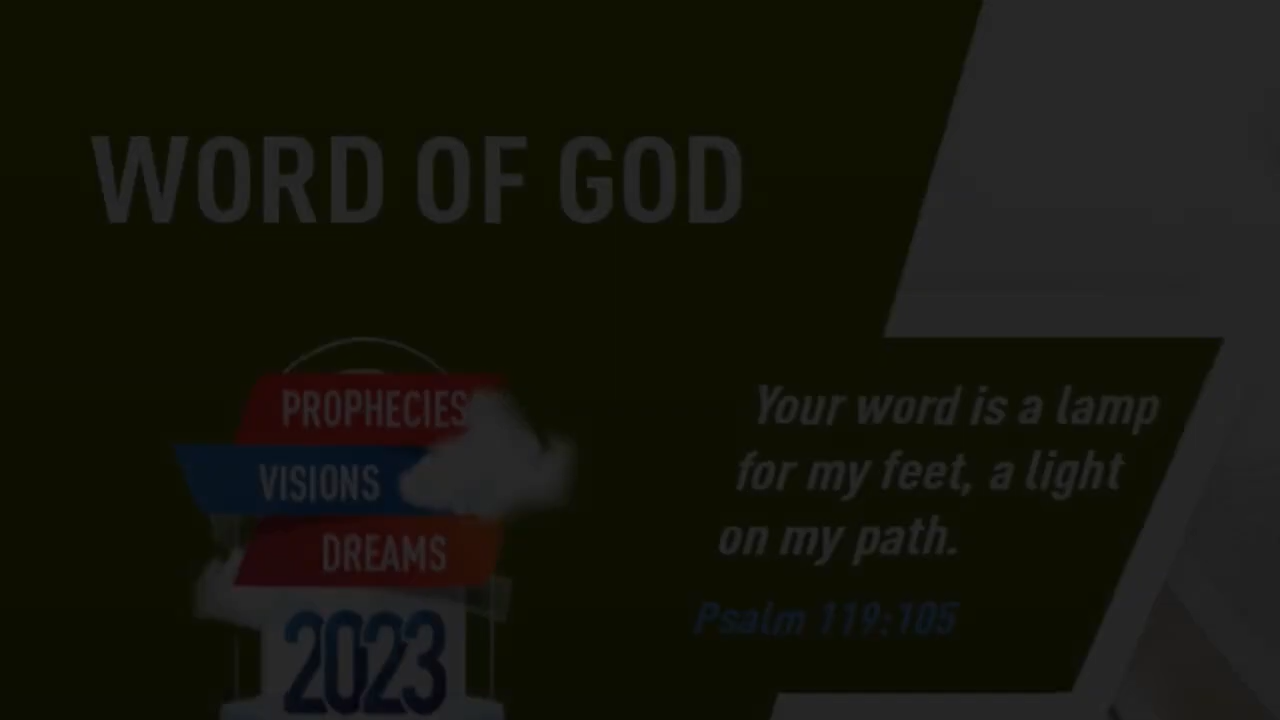 WORD OF GOD
PROPHECIES
VISIONS
DREAMS
2023
Your word is a lamp
for my feet, a light
on my path.
Psalm 119:105